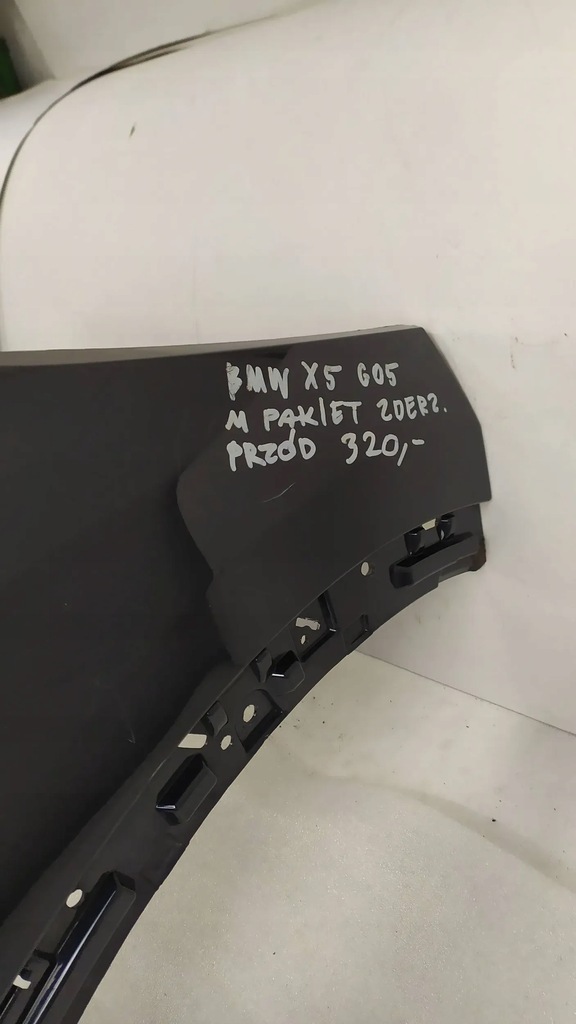 BMW X5 G05
M PAKIET ZDERZ.
PRZÓD 320,-